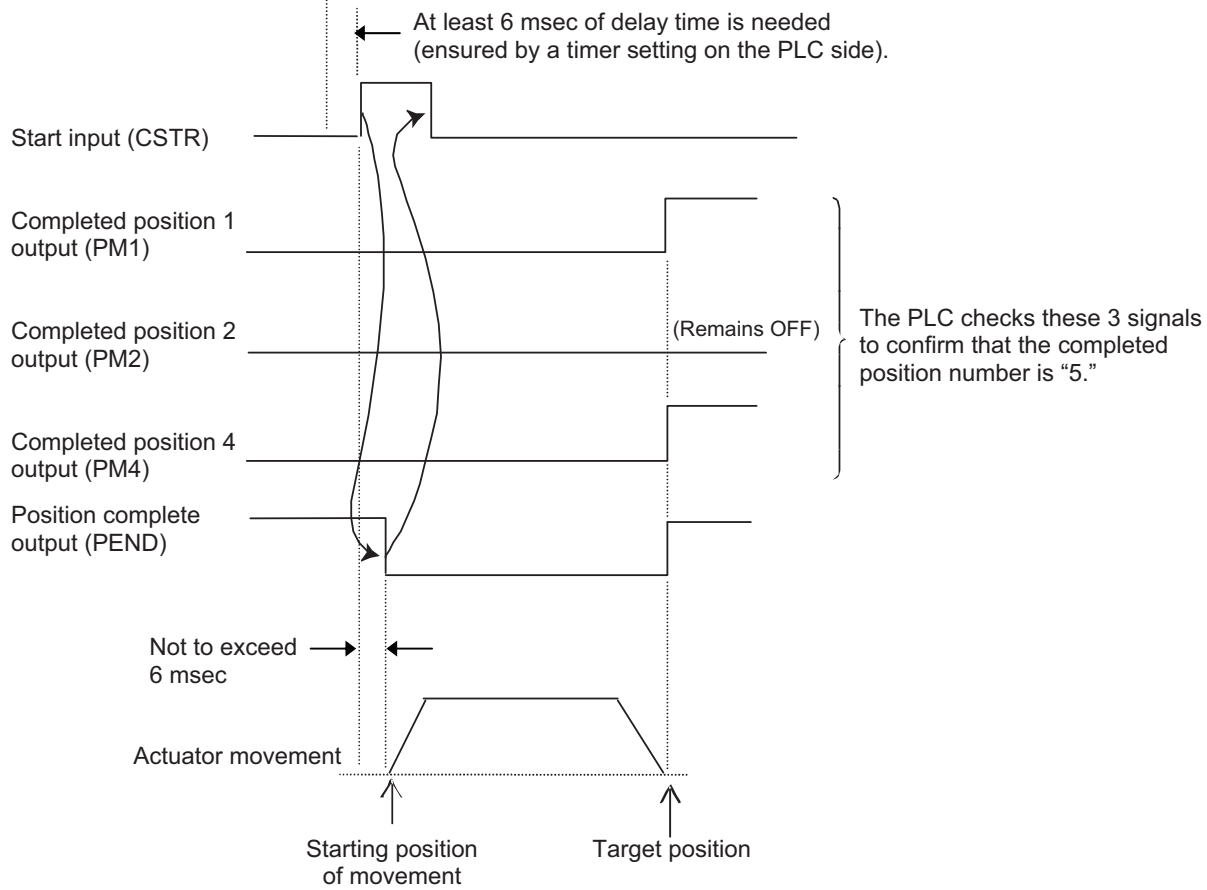 At least 6 msec of delay time is needed
(ensured by a timer setting on the PLC side).
Start input (CSTR)
Completed position 1
output (PM1)
Completed position 2
output (PM2)
(Remains OFF)
The PLC checks these 3 signals
to confirm that the completed
position number is “5.”
Completed position 4
output (PM4)
Position complete
output (PEND)
Not to exceed
6 msec
Actuator movement
Starting position
of movement
Target position